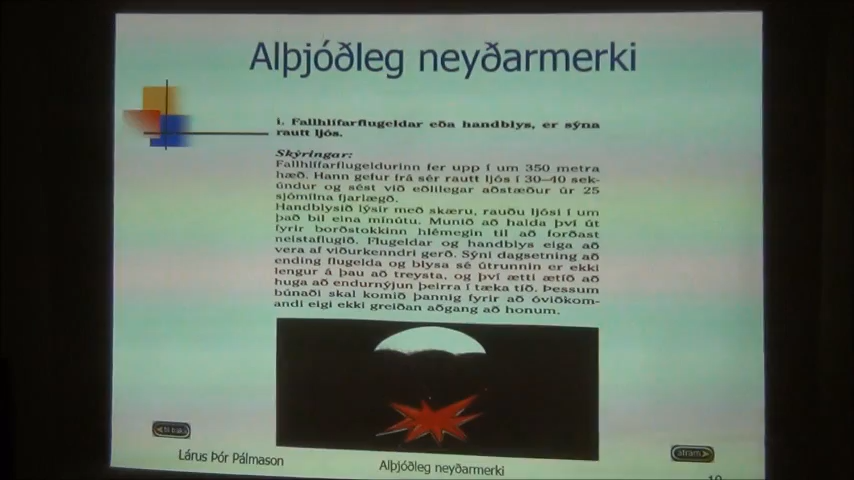 Alþjóðleg neyðarmerki
i. Fallhlífarflugeldar eða handblys, er sýna
rautt ljós.
Skýringar:
Fallhlífarflugeldurinn fer upp í um 350 metra
hæð. Hann gefur frá sér rautt ljós í 30–40 sek-
úndur og sést við eðlilegar aðstæður úr 25
sjómílna fjarlægð.
Handblysið lýsir með skæru, rauðu ljósi í um
það bil eina mínútu. Munið að halda því út
fyrir borðstokkinn hlémegin til að forðast
neistaflugið. Flugeldar og handblys eiga að
vera af viðurkenndri gerð. Sýni dagsetning að
ending flugelda og blysa sé útrunnin er ekki
lengur á þau að treysta, og því ætti ætíð að
huga að endurnýjun þeirra í tæka tíð. Þessum
búnaði skal komið þannig fyrir að óviðkom-
andi eigi ekki greiðan aðgang að honum.
til baka
áfram
Lárus Þór Pálmason
Alþjóðleg neyðarmerki